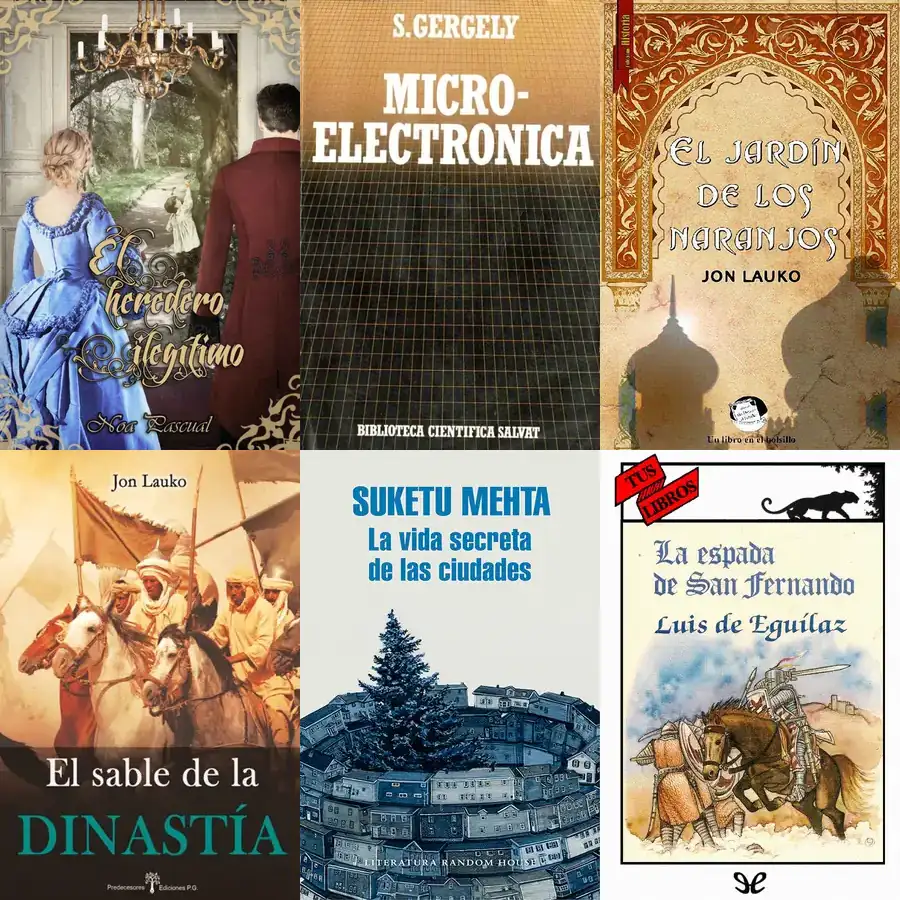 El
heredero
ilegítimo
Noa Pascual
S. GERGELY
MICRO-
ELECTRONICA
BIBLIOTECA CIENTIFICA SALVAT
Historia
EL JARDÍN
DE LOS
NARANJOS
JON LAUKO
Un libro en el bolsillo
Jon Lauko
El sable de la
DINASTÍA
Predecesores Ediciones P.G.
SUKETU MEHTA
La vida secreta
de las ciudades
LITERATURA RANDOM HOUSE
TUS
LIBROS
La espada
de San Fernando
Luis de Eguílaz